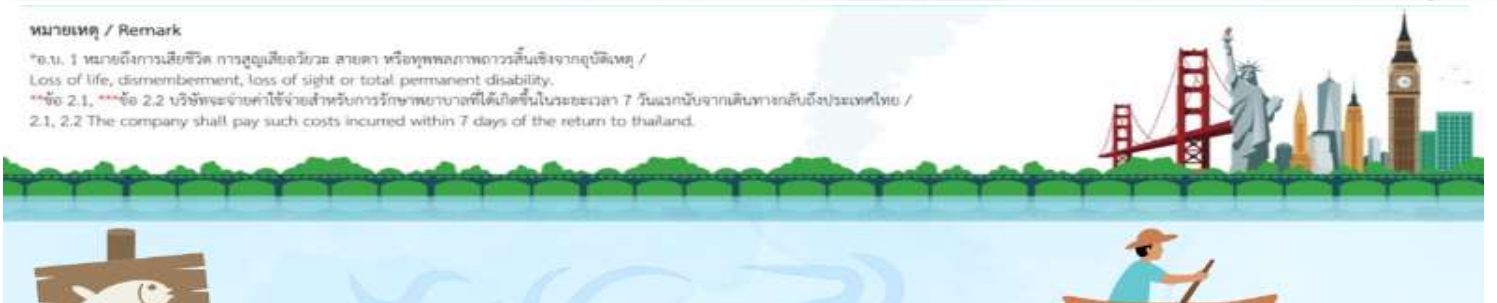 หมายเหตุ / Remark
*อ.บ. 1 หมายถึงการเสียชีวิต การสูญเสียอวัยวะ สายตา หรือทุพพลภาพถาวรสิ้นเชิงจากอุบัติเหตุ /
Loss of life, dismemberment, loss of sight or total permanent disability.
**ข้อ 2.1, ***ข้อ 2.2 บริษัทจะจ่ายค่าใช้จ่ายสำหรับการรักษาพยาบาลที่ได้เกิดขึ้นในระยะเวลา 7 วันแรกนับจากเดินทางกลับถึงประเทศไทย /
2.1, 2.2 The company shall pay such costs incurred within 7 days of the return to thailand.